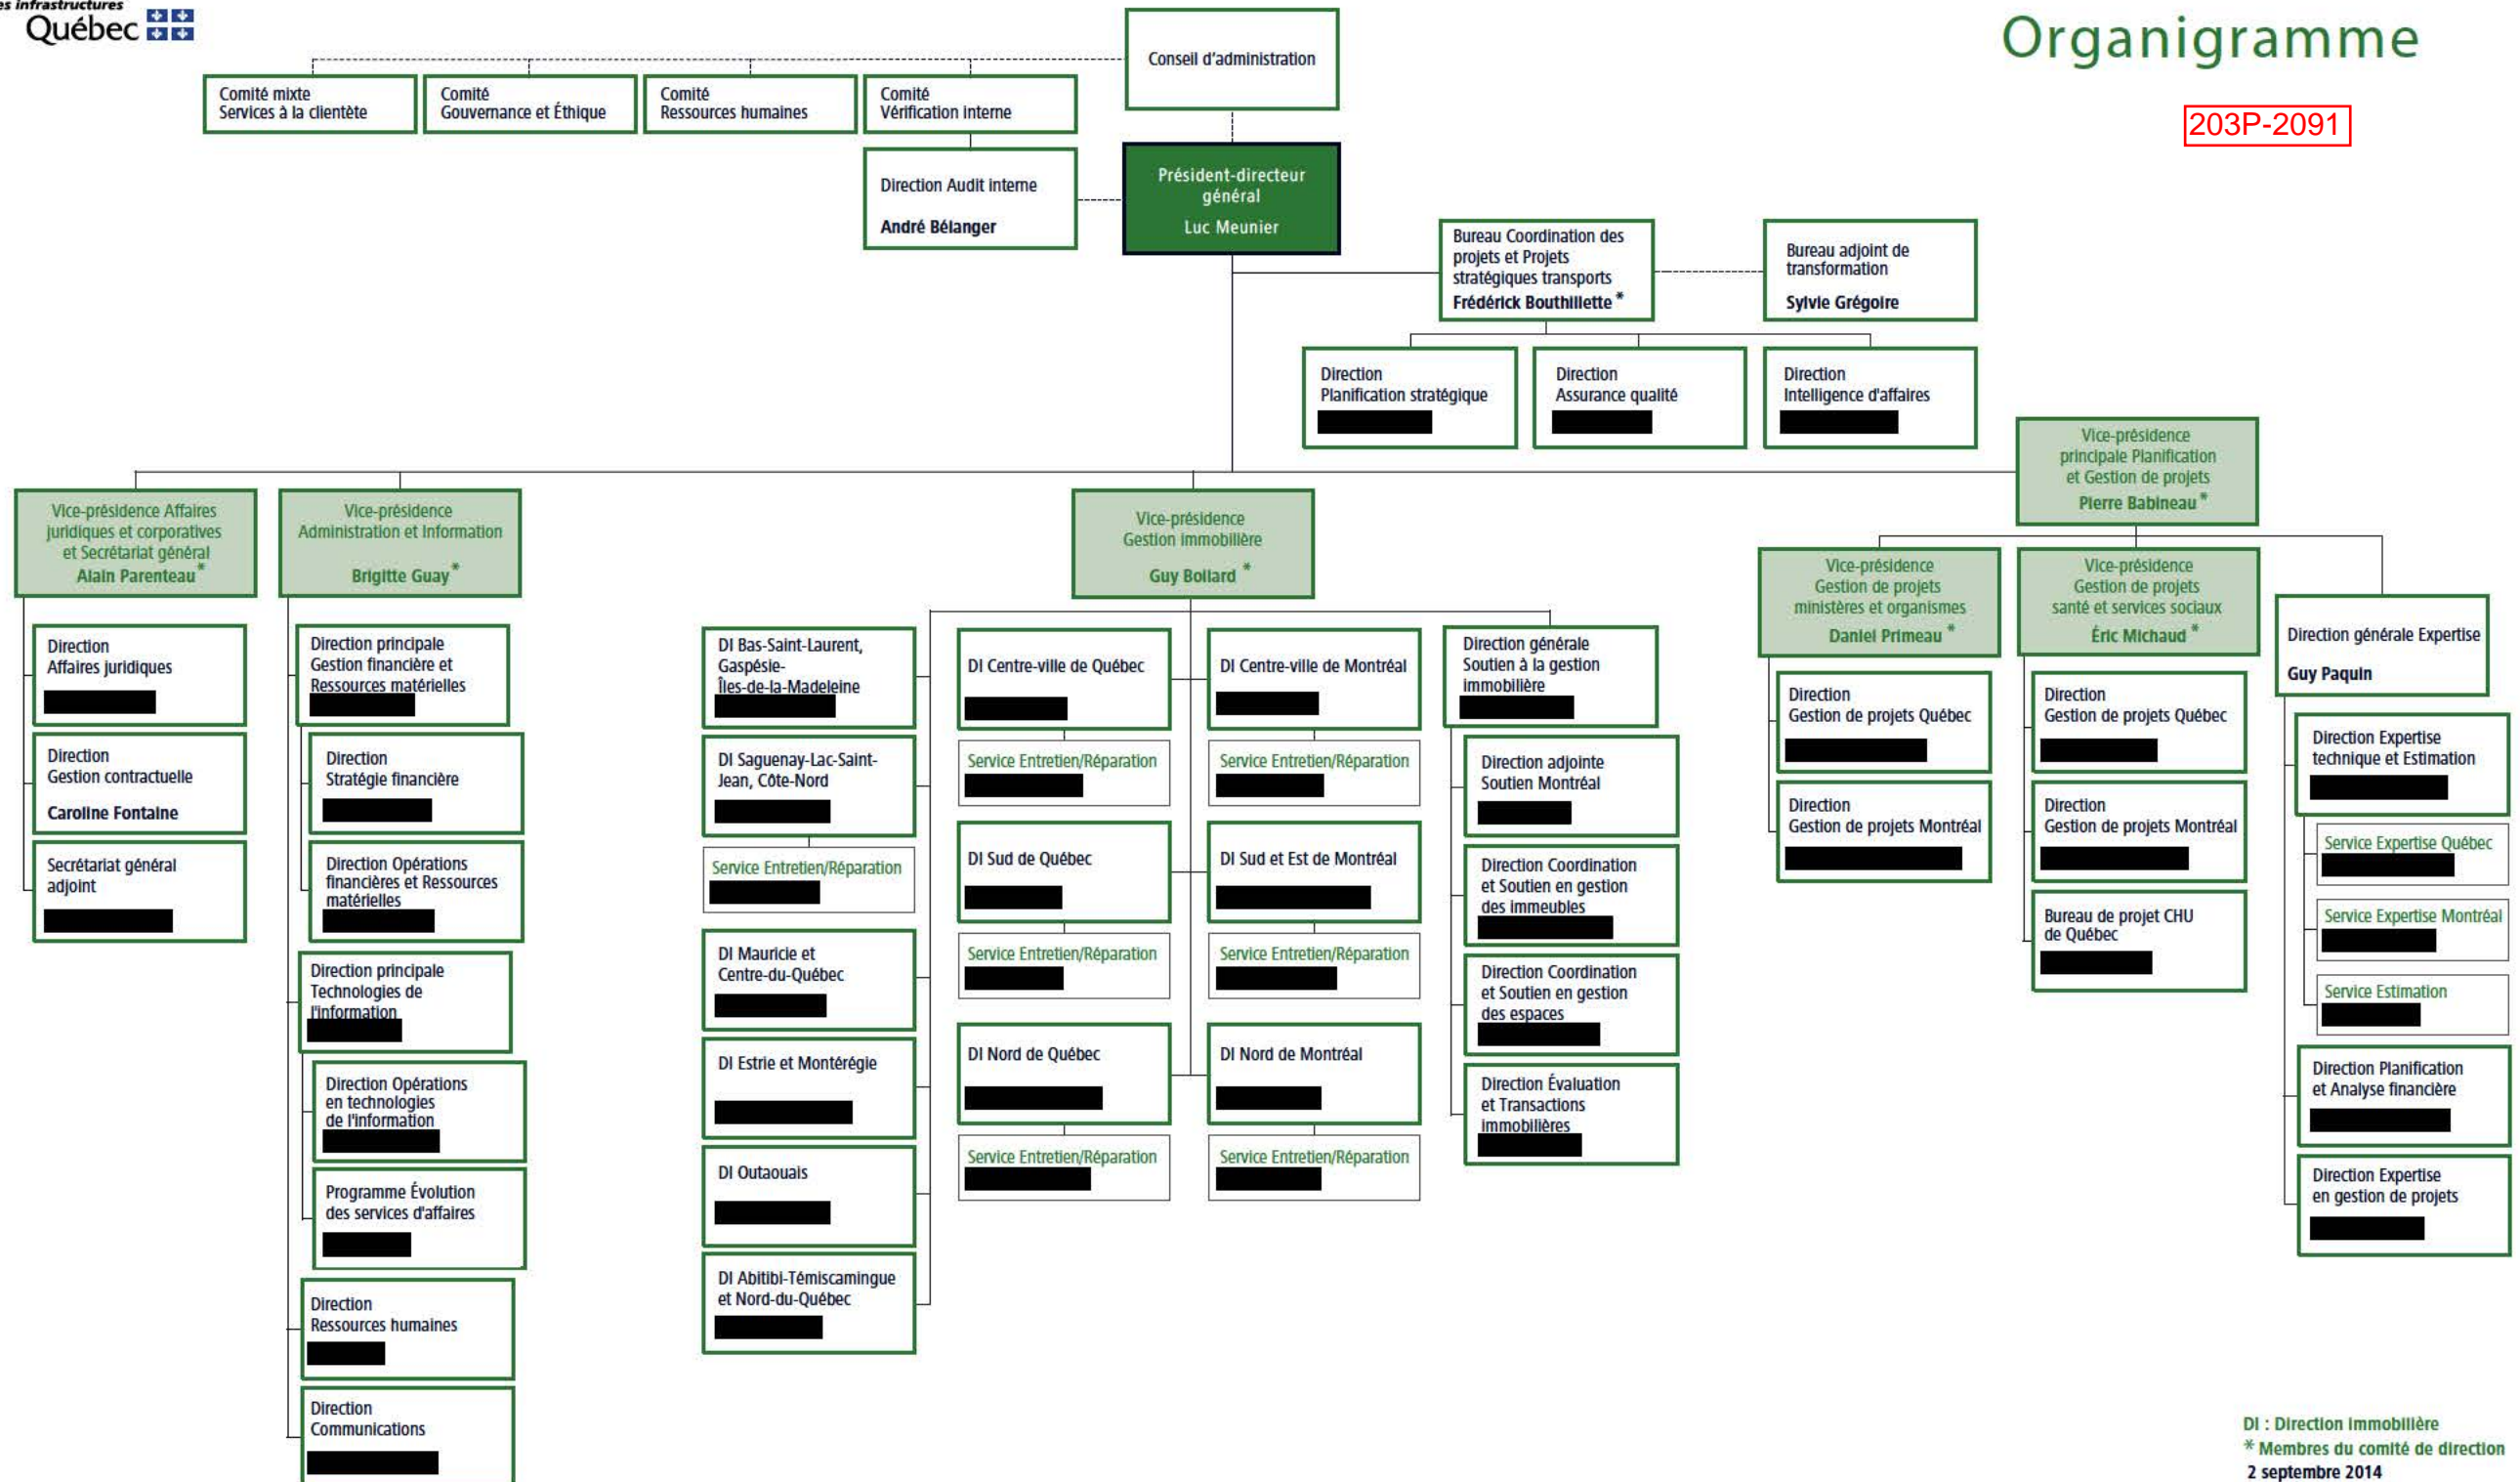 es infrastructures
Québec
Organigramme
203P-2091
Conseil d'administration
Comité mixte
Services à la clientète
Comité
Gouvernance et Éthique
Comité
Ressources humaines
Comité
Vérification interne
Direction Audit interne
André Bélanger
Président-directeur
général
Luc Meunier
Bureau Coordination des
projets et Projets
stratégiques transports
Frédérick Bouthillette *
Bureau adjoint de
transformation
Sylvie Grégoire
Direction
Planification stratégique
Direction
Assurance qualité
Direction
Intelligence d'affaires
Vice-présidence
principale Planification
et Gestion de projets
Pierre Babineau *
Vice-présidence Affaires
juridiques et corporatives
et Secrétariat général
Alain Parenteau *
Direction
Affaires juridiques
Direction
Gestion contractuelle
Caroline Fontaine
Secrétariat général
adjoint
Vice-présidence
Administration et Information
Brigitte Guay *
Direction principale
Gestion financière et
Ressources matérielles
Direction
Stratégie financière
Direction Opérations
financières et Ressources
matérielles
Direction principale
Technologies de
l'information
Direction Opérations
en technologies
de l'information
Programme Évolution
des services d'affaires
Direction
Ressources humaines
Direction
Communications
Vice-présidence
Gestion immobilière
Guy Boilard *
DI Bas-Saint-Laurent,
Gaspésie-
Îles-de-la-Madeleine
DI Saguenay-Lac-Saint-
Jean, Côte-Nord
Service Entretien/Réparation
DI Mauricie et
Centre-du-Québec
DI Estrie et Montérégie
DI Outaouais
DI Abitibi-Témiscamingue
et Nord-du-Québec
DI Centre-ville de Québec
Service Entretien/Réparation
DI Sud de Québec
Service Entretien/Réparation
DI Nord de Québec
Service Entretien/Réparation
DI Centre-ville de Montréal
Service Entretien/Réparation
DI Sud et Est de Montréal
Service Entretien/Réparation
DI Nord de Montréal
Service Entretien/Réparation
Direction générale
Soutien à la gestion
immobilière
Direction adjointe
Soutien Montréal
Direction Coordination
et Soutien en gestion
des immeubles
Direction Coordination
et Soutien en gestion
des espaces
Direction Évaluation
et Transactions
immobilières
Vice-présidence
Gestion de projets
ministères et organismes
Daniel Primeau *
Direction
Gestion de projets Québec
Direction
Gestion de projets Montréal
Vice-présidence
Gestion de projets
santé et services sociaux
Éric Michaud *
Direction
Gestion de projets Québec
Direction
Gestion de projets Montréal
Bureau de projet CHU
de Québec
Direction générale Expertise
Guy Paquin
Direction Expertise
technique et Estimation
Service Expertise Québec
Service Expertise Montréal
Service Estimation
Direction Planification
et Analyse financière
Direction Expertise
en gestion de projets
DI : Direction immobilière
* Membres du comité de direction
2 septembre 2014